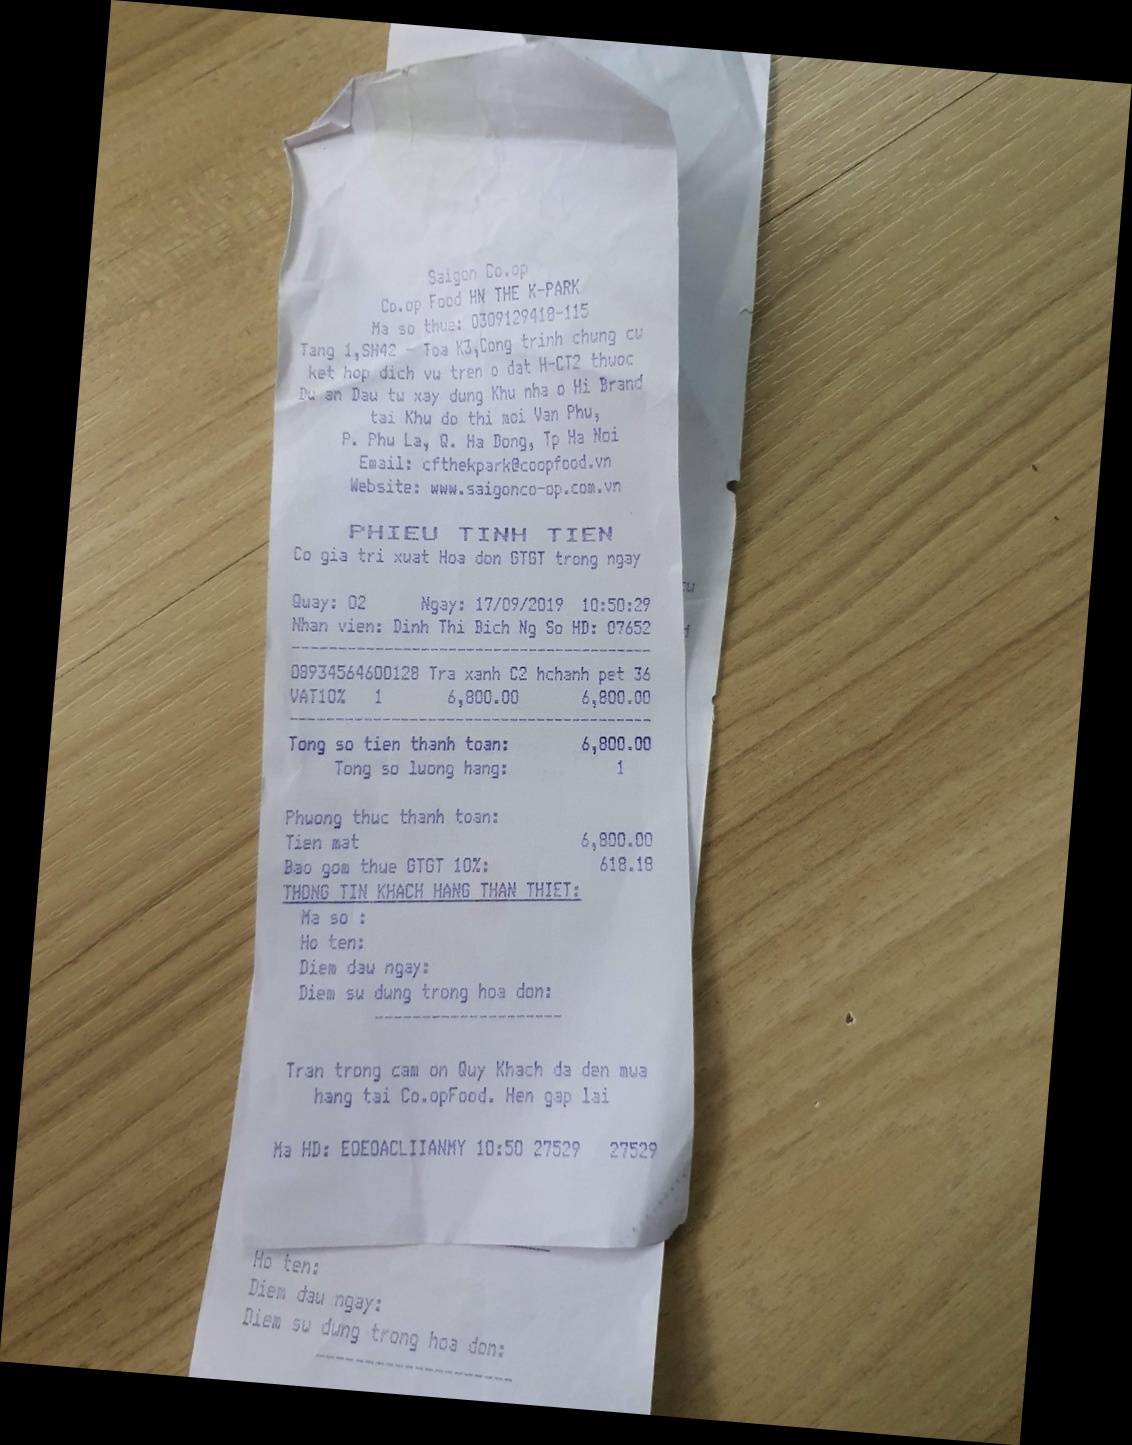 Saigon Co.op
Co.op Food HN THE K-PARK
Ma so thue: 0309129418-115
Tang 1,SH42 - Toa K3,Cong trinh chung cu
ket hop dich vu tren o dat H-CT2 thuoc
Du an Dau tu xay dung Khu nha o Hi Brand
tai Khu do thi moi Van Phu,
P. Phu La, Q. Ha Dong, Tp Ha Noi
Email: cfthekpark@coopfood.vn
Website: www.saigonco-op.com.vn
PHIEU TINH TIEN
Co gia tri xuat Hoa don GTGT trong ngay
Quay: 02 Ngay: 17/09/2019 10:50:29
Nhan vien: Dinh Thi Bich Ng So HD: 07652
08934564600128 Tra xanh C2 hchanh pet 36
VAT10% 1 6,800.00 6,800.00
Tong so tien thanh toan: 6,800.00
Tong so luong hang: 1
Phuong thuc thanh toan:
Tien mat 6,800.00
Bao gom thue GTGT 10%: 618.18
THONG TIN KHACH HANG THAN THIET:
Ma so :
Ho ten:
Diem dau ngay:
Diem su dung trong hoa don:
Tran trong cam on Quy Khach da den mua
hang tai Co.opFood. Hen gap lai
Ma HD: EOEOACLIIANMY 10:50 27529 27529
Ho ten:
Diem dau ngay:
Diem su dung trong hoa don: